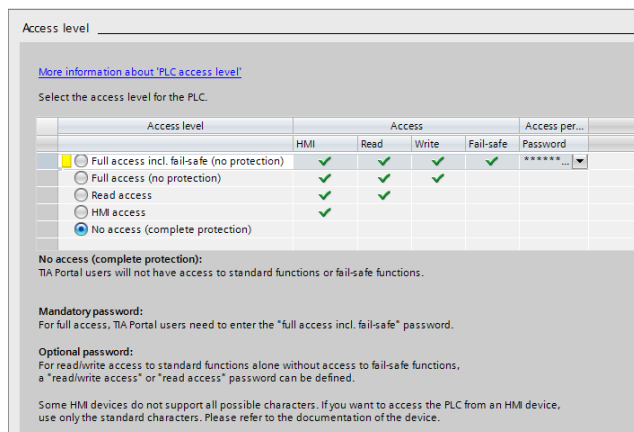 Access level
More information about 'PLC access level'
Select the access level for the PLC.
Access level Access Access per...
HMI Read Write Fail-safe Password
Full access incl. fail-safe (no protection) ******...
Full access (no protection)
Read access
HMI access
No access (complete protection)
No access (complete protection):
TIA Portal users will not have access to standard functions or fail-safe functions.
Mandatory password:
For full access, TIA Portal users need to enter the "full access incl. fail-safe" password.
Optional password:
For read/write access to standard functions alone without access to fail-safe functions,
a "read/write access" or "read access" password can be defined.
Some HMI devices do not support all possible characters. If you want to access the PLC from an HMI device,
use only the standard characters. Please refer to the documentation of the device.